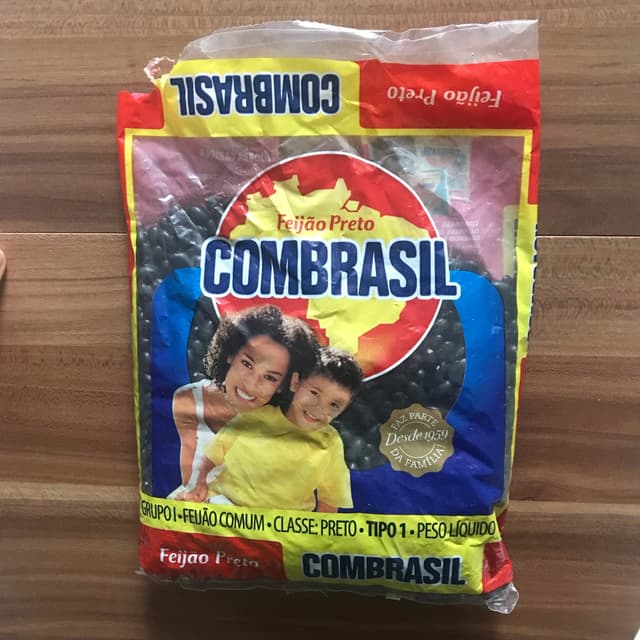 COMBRASIL
Feijão Preto
Feijão Preto
COMBRASIL
FAZ PARTE
Desde 1959
DA FAMÍLIA!
GRUPO I • FEIJÃO COMUM • CLASSE: PRETO • TIPO 1 • PESO LÍQUIDO
Feijão Preto
COMBRASIL